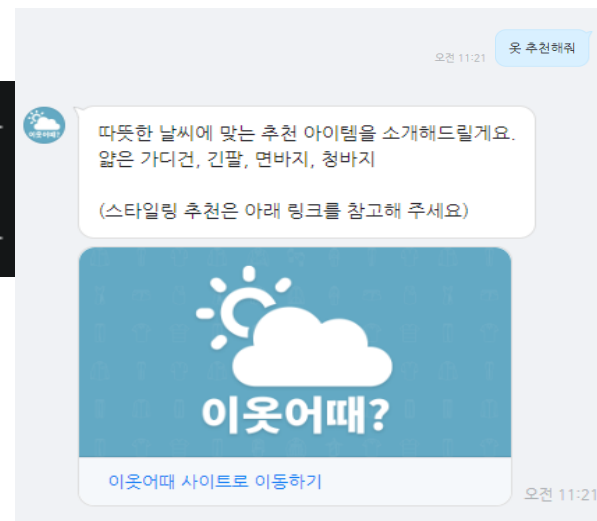 옷 추천해줘
오전 11:21
이옷어때?
따뜻한 날씨에 맞는 추천 아이템을 소개해드릴게요.
얇은 가디건, 긴팔, 면바지, 청바지
(스타일링 추천은 아래 링크를 참고해 주세요)
이옷어때?
이옷어때 사이트로 이동하기
오전 11:21